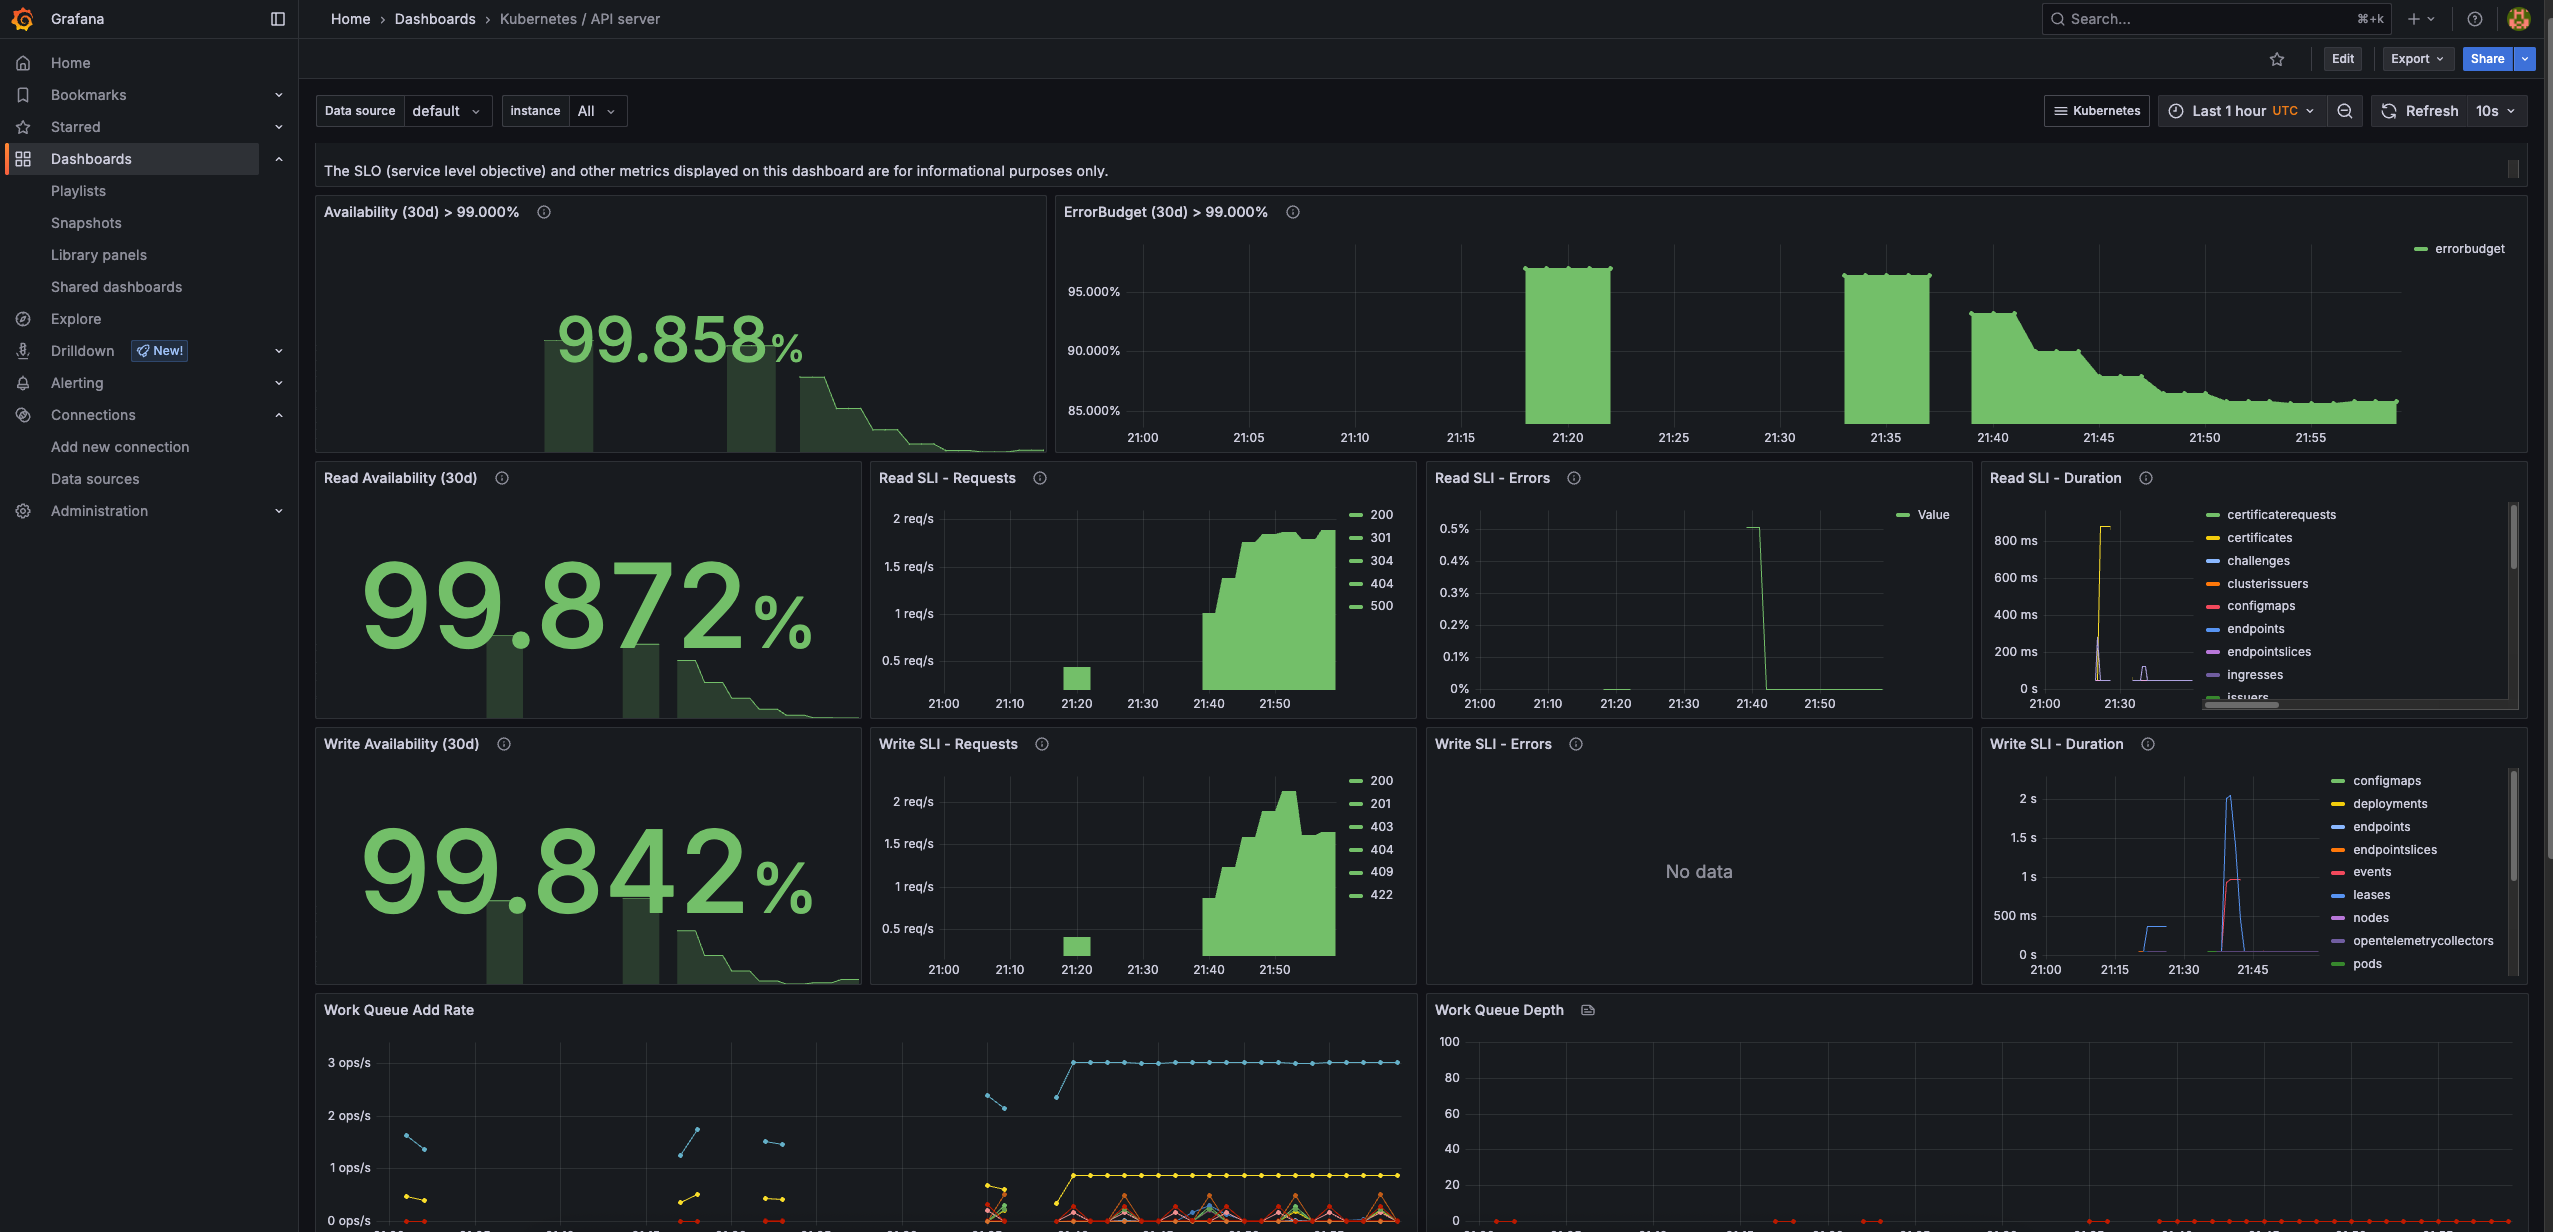 Grafana
Home › Dashboards › Kubernetes / API server
Search... ⌘+k
Home
Bookmarks
Starred
Dashboards
Playlists
Snapshots
Library panels
Shared dashboards
Explore
Drilldown New!
Alerting
Connections
Add new connection
Data sources
Administration
Edit Export Share
Data source default instance All
Kubernetes Last 1 hour UTC Refresh 10s
The SLO (service level objective) and other metrics displayed on this dashboard are for informational purposes only.
Availability (30d) > 99.000%
99.858%
ErrorBudget (30d) > 99.000%
errorbudget
95.000%
90.000%
85.000%
21:00 21:05 21:10 21:15 21:20 21:25 21:30 21:35 21:40 21:45 21:50 21:55
Read Availability (30d)
99.872%
Read SLI - Requests
2 req/s
1.5 req/s
1 req/s
0.5 req/s
21:00 21:10 21:20 21:30 21:40 21:50
200
301
304
404
500
Read SLI - Errors
0.5%
0.4%
0.3%
0.2%
0.1%
0%
21:00 21:10 21:20 21:30 21:40 21:50
Value
Read SLI - Duration
800 ms
600 ms
400 ms
200 ms
0 s
21:00 21:30
certificaterequests
certificates
challenges
clusterissuers
configmaps
endpoints
endpointslices
ingresses
issuers
Write Availability (30d)
99.842%
Write SLI - Requests
2 req/s
1.5 req/s
1 req/s
0.5 req/s
21:00 21:10 21:20 21:30 21:40 21:50
200
201
403
404
409
422
Write SLI - Errors
No data
Write SLI - Duration
2 s
1.5 s
1 s
500 ms
0 s
21:00 21:15 21:30 21:45
configmaps
deployments
endpoints
endpointslices
events
leases
nodes
opentelemetrycollectors
pods
Work Queue Add Rate
3 ops/s
2 ops/s
1 ops/s
0 ops/s
Work Queue Depth
100
80
60
40
20
0